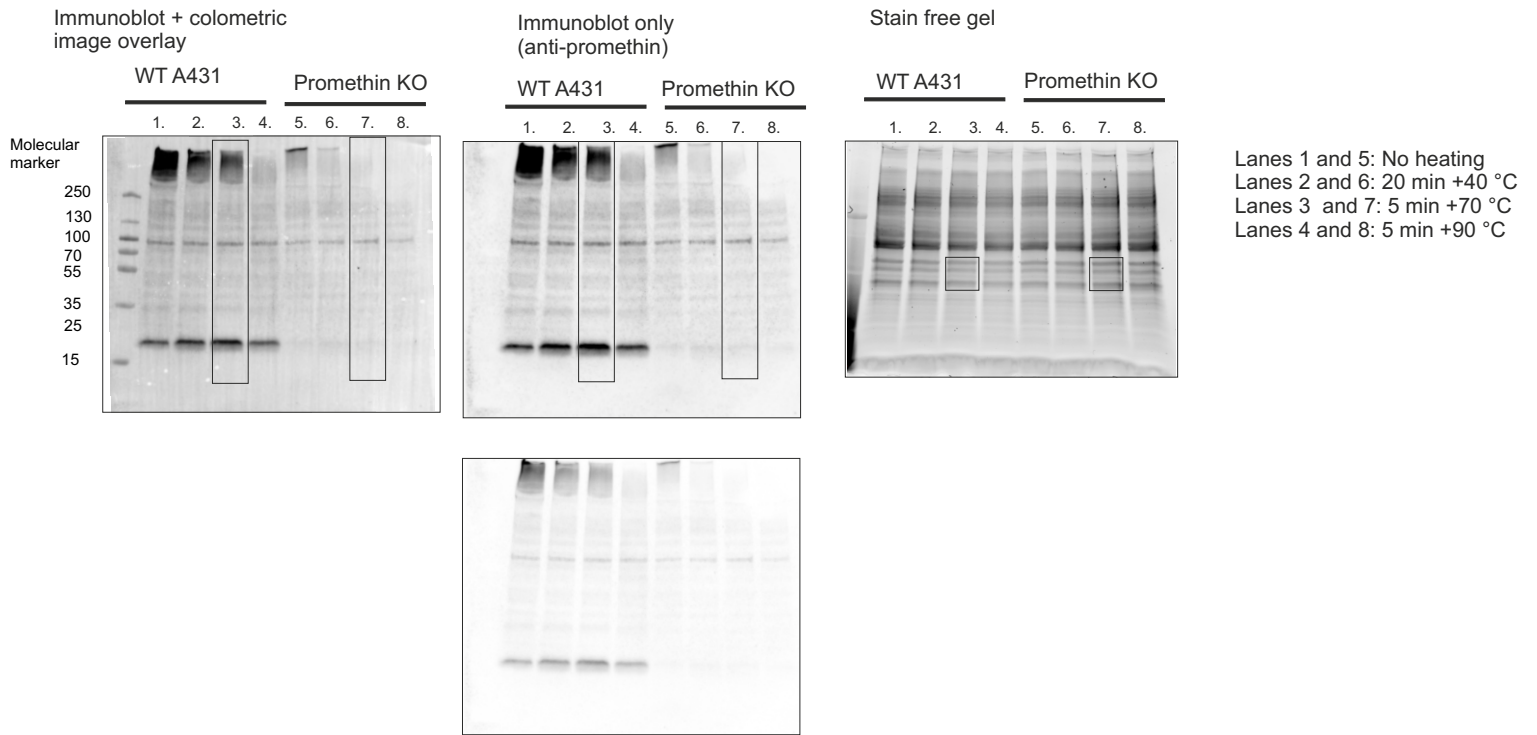 Immunoblot + colometric
image overlay
WT A431
Promethin KO
1. 2. 3. 4. 5. 6. 7. 8.
Molecular
marker
250
130
100
70
55
35
25
15
Immunoblot only
(anti-promethin)
WT A431
Promethin KO
1. 2. 3. 4. 5. 6. 7. 8.
Stain free gel
WT A431
Promethin KO
1. 2. 3. 4. 5. 6. 7. 8.
Lanes 1 and 5: No heating
Lanes 2 and 6: 20 min +40 °C
Lanes 3 and 7: 5 min +70 °C
Lanes 4 and 8: 5 min +90 °C